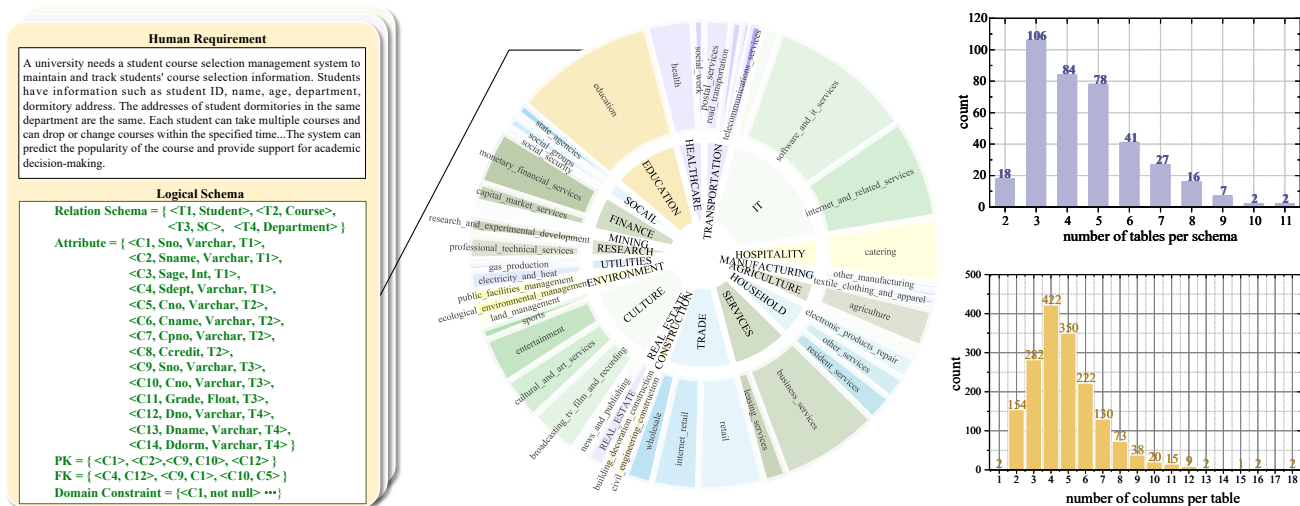 Human Requirement
A university needs a student course selection management system to
maintain and track students' course selection information. Students
have information such as student ID, name, age, department,
dormitory address. The addresses of student dormitories in the same
department are the same. Each student can take multiple courses and
can drop or change courses within the specified time...The system can
predict the popularity of the course and provide support for academic
decision-making.
Logical Schema
Relation Schema = { <T1, Student>, <T2, Course>,
<T3, SC>, <T4, Department> }
Attribute = { <C1, Sno, Varchar, T1>,
<C2, Sname, Varchar, T1>,
<C3, Sage, Int, T1>,
<C4, Sdept, Varchar, T1>,
<C5, Cno, Varchar, T2>,
<C6, Cname, Varchar, T2>,
<C7, Cpno, Varchar, T2>,
<C8, Ccredit, T2>,
<C9, Sno, Varchar, T3>,
<C10, Cno, Varchar, T3>,
<C11, Grade, Float, T3>,
<C12, Dno, Varchar, T4>,
<C13, Dname, Varchar, T4>,
<C14, Ddorm, Varchar, T4> }
PK = { <C1>, <C2>,<C9, C10>, <C12> }
FK = { <C4, C12>, <C9, C1>, <C10, C5> }
Domain Constraint = {<C1, not null> •••}
education
health
social_work
postal_services
road_transportation
telecommunications_services
software_and_it_services
internet_and_related_services
catering
other_manufacturing
textile_clothing_and_apparel
agriculture
electronic_products_repair
other_services
resident_services
business_services
leasing_services
retail
internet_retail
wholesale
civil_engineering_construction
building_decoration_construction
REAL_ESTATE
news_and_publishing
broadcasting_tv_film_and_recording
cultural_and_art_services
entertainment
sports
land_management
ecological_environmental_management
public_facilities_management
electricity_and_heat
gas_production
professional_technical_services
research_and_experimental_development
capital_market_services
monetary_financial_services
social_security
social_groups
state_agencies
EDUCATION
HEALTHCARE
TRANSPORTATION
IT
HOSPITALITY
MANUFACTURING
AGRICULTURE
HOUSEHOLD
SERVICES
TRADE
CONSTRUCTION
REAL_ESTATE
CULTURE
ENVIRONMENT
UTILITIES
RESEARCH
MINING
FINANCE
SOCAIL
120
100
80
60
40
20
0
count
18
106
84
78
41
27
16
7
2
2
2 3 4 5 6 7 8 9 10 11
number of tables per schema
500
400
300
200
100
0
count
2
154
282
422
350
222
130
73
38
20
15
9
2
1
2
2
1 2 3 4 5 6 7 8 9 10 11 12 13 14 15 16 17 18
number of columns per table